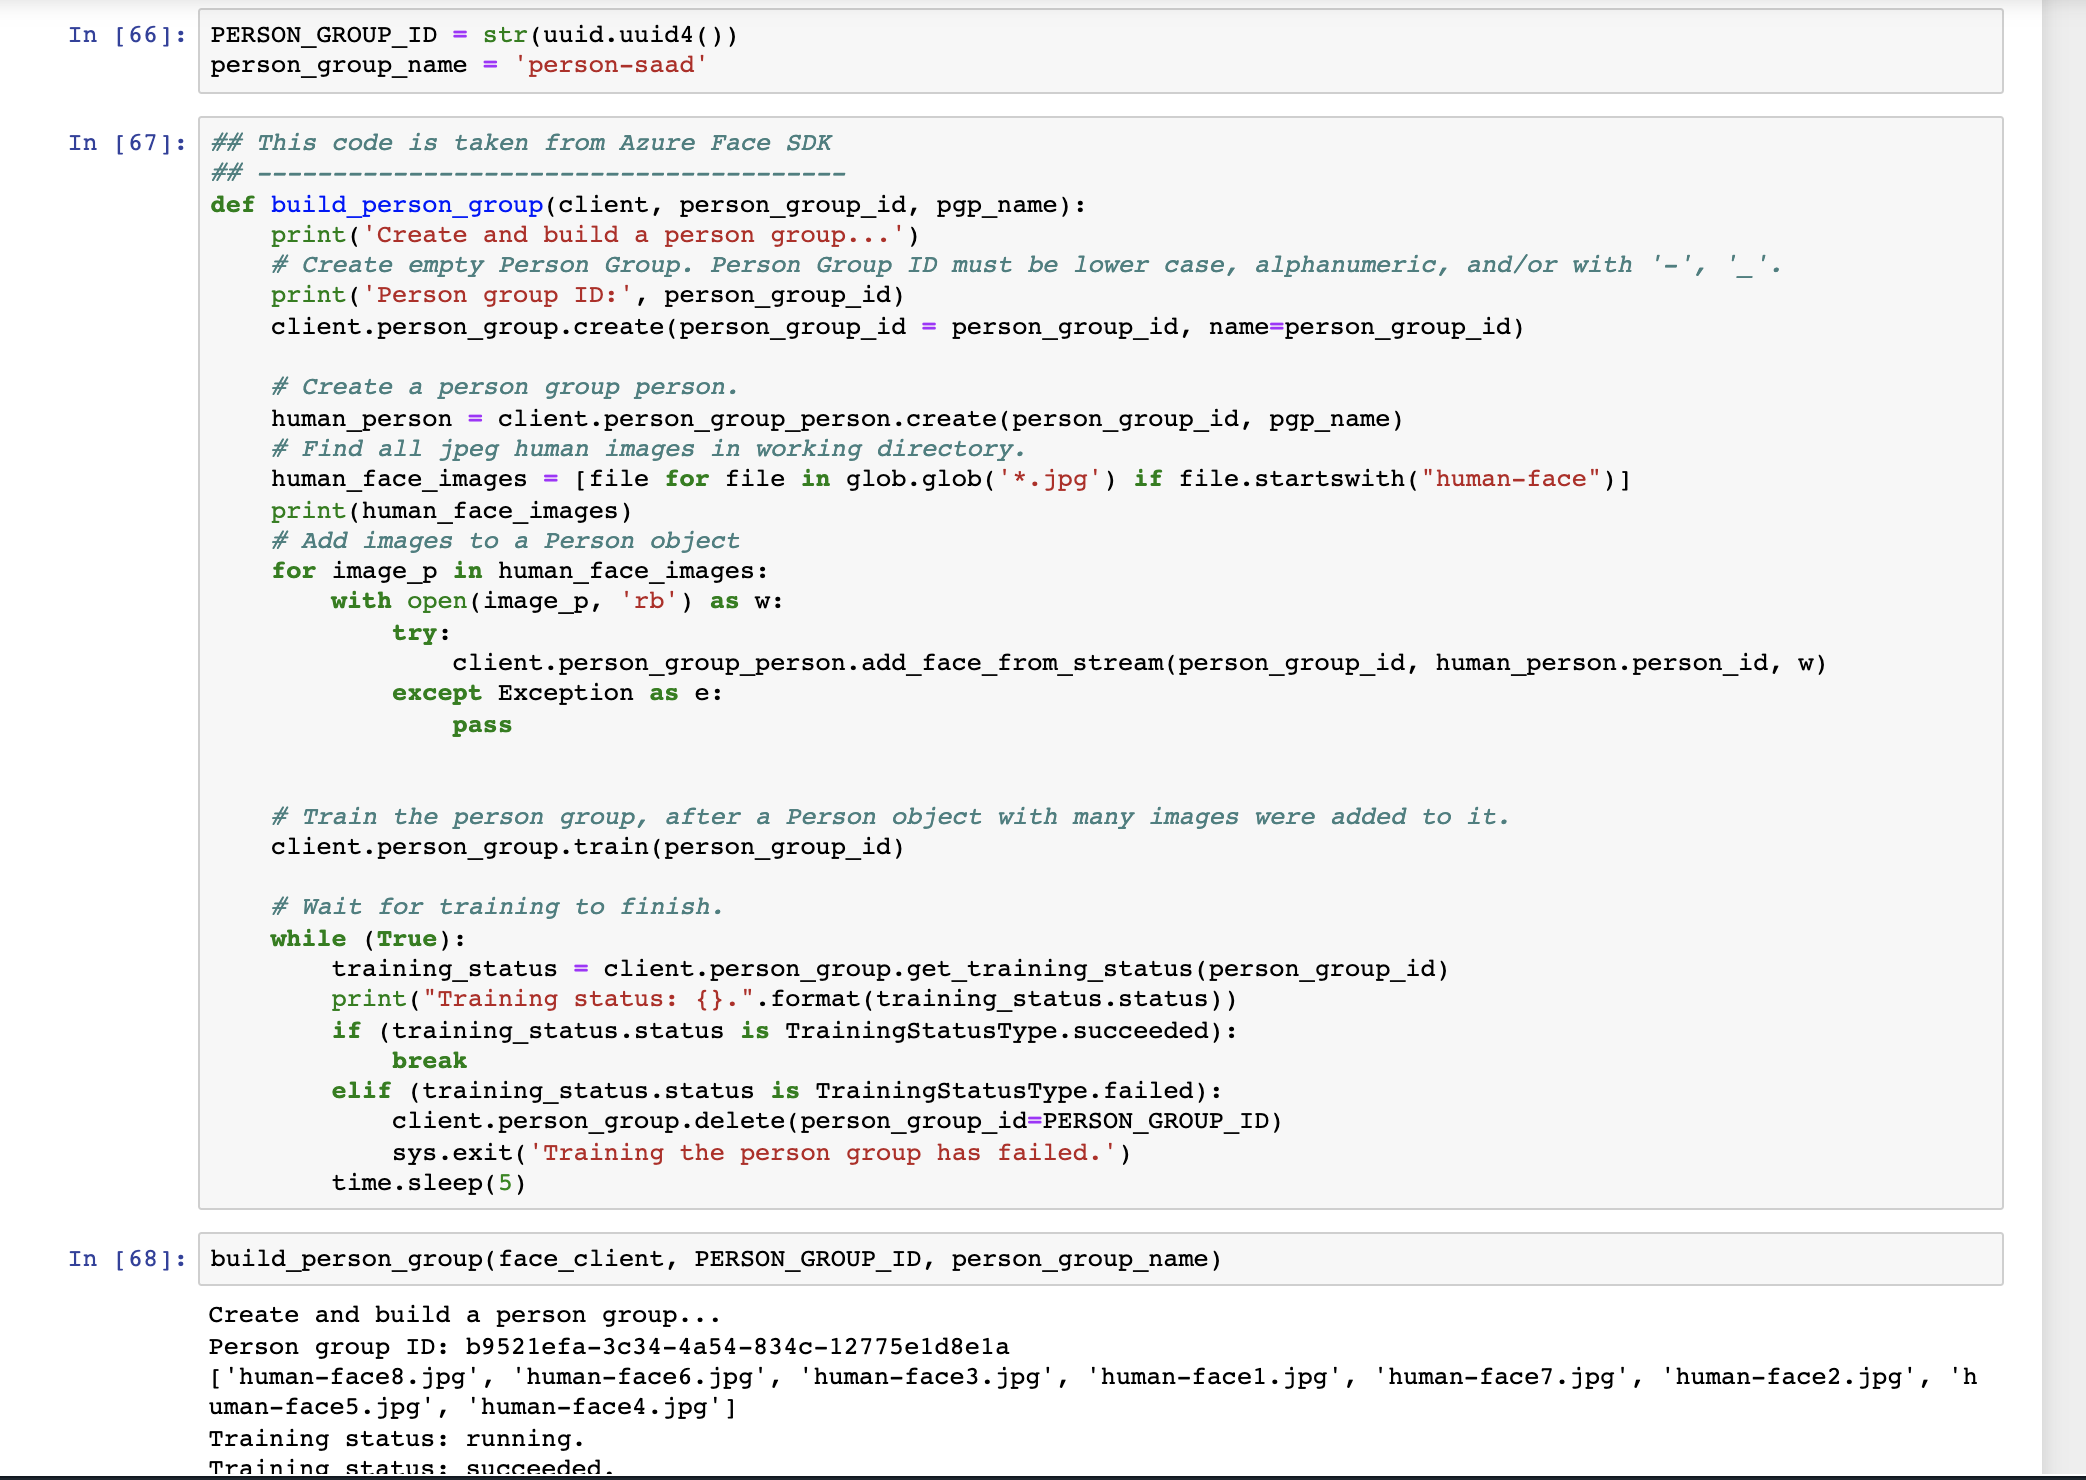 In [66]: PERSON_GROUP_ID = str(uuid.uuid4())
person_group_name = 'person-saad'
In [67]: ## This code is taken from Azure Face SDK
## ---------------------------------------
def build_person_group(client, person_group_id, pgp_name):
    print('Create and build a person group...')
    # Create empty Person Group. Person Group ID must be lower case, alphanumeric, and/or with '-', '_'.
    print('Person group ID:', person_group_id)
    client.person_group.create(person_group_id = person_group_id, name=person_group_id)
    # Create a person group person.
    human_person = client.person_group_person.create(person_group_id, pgp_name)
    # Find all jpeg human images in working directory.
    human_face_images = [file for file in glob.glob('*.jpg') if file.startswith("human-face")]
    print(human_face_images)
    # Add images to a Person object
    for image_p in human_face_images:
        with open(image_p, 'rb') as w:
            try:
                client.person_group_person.add_face_from_stream(person_group_id, human_person.person_id, w)
            except Exception as e:
                pass
    # Train the person group, after a Person object with many images were added to it.
    client.person_group.train(person_group_id)
    # Wait for training to finish.
    while (True):
        training_status = client.person_group.get_training_status(person_group_id)
        print("Training status: {}.".format(training_status.status))
        if (training_status.status is TrainingStatusType.succeeded):
            break
        elif (training_status.status is TrainingStatusType.failed):
            client.person_group.delete(person_group_id=PERSON_GROUP_ID)
            sys.exit('Training the person group has failed.')
        time.sleep(5)
In [68]: build_person_group(face_client, PERSON_GROUP_ID, person_group_name)
Create and build a person group...
Person group ID: b9521efa-3c34-4a54-834c-12775e1d8e1a
['human-face8.jpg', 'human-face6.jpg', 'human-face3.jpg', 'human-face1.jpg', 'human-face7.jpg', 'human-face2.jpg', 'h
uman-face5.jpg', 'human-face4.jpg']
Training status: running.
Training status: succeeded.